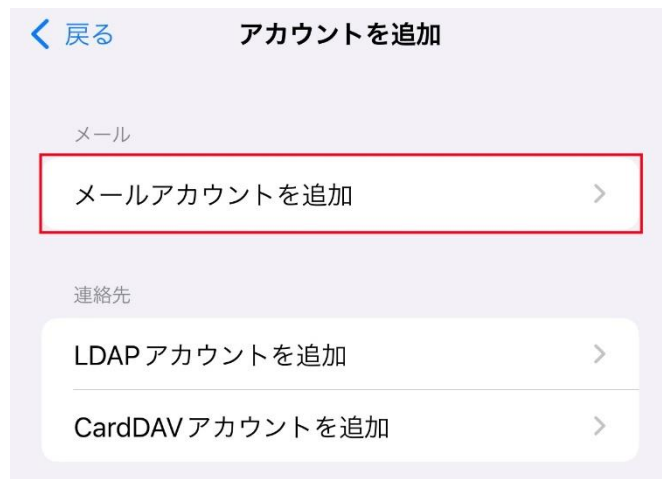 戻る
アカウントを追加
メール
メールアカウントを追加
連絡先
LDAPアカウントを追加
CardDAVアカウントを追加